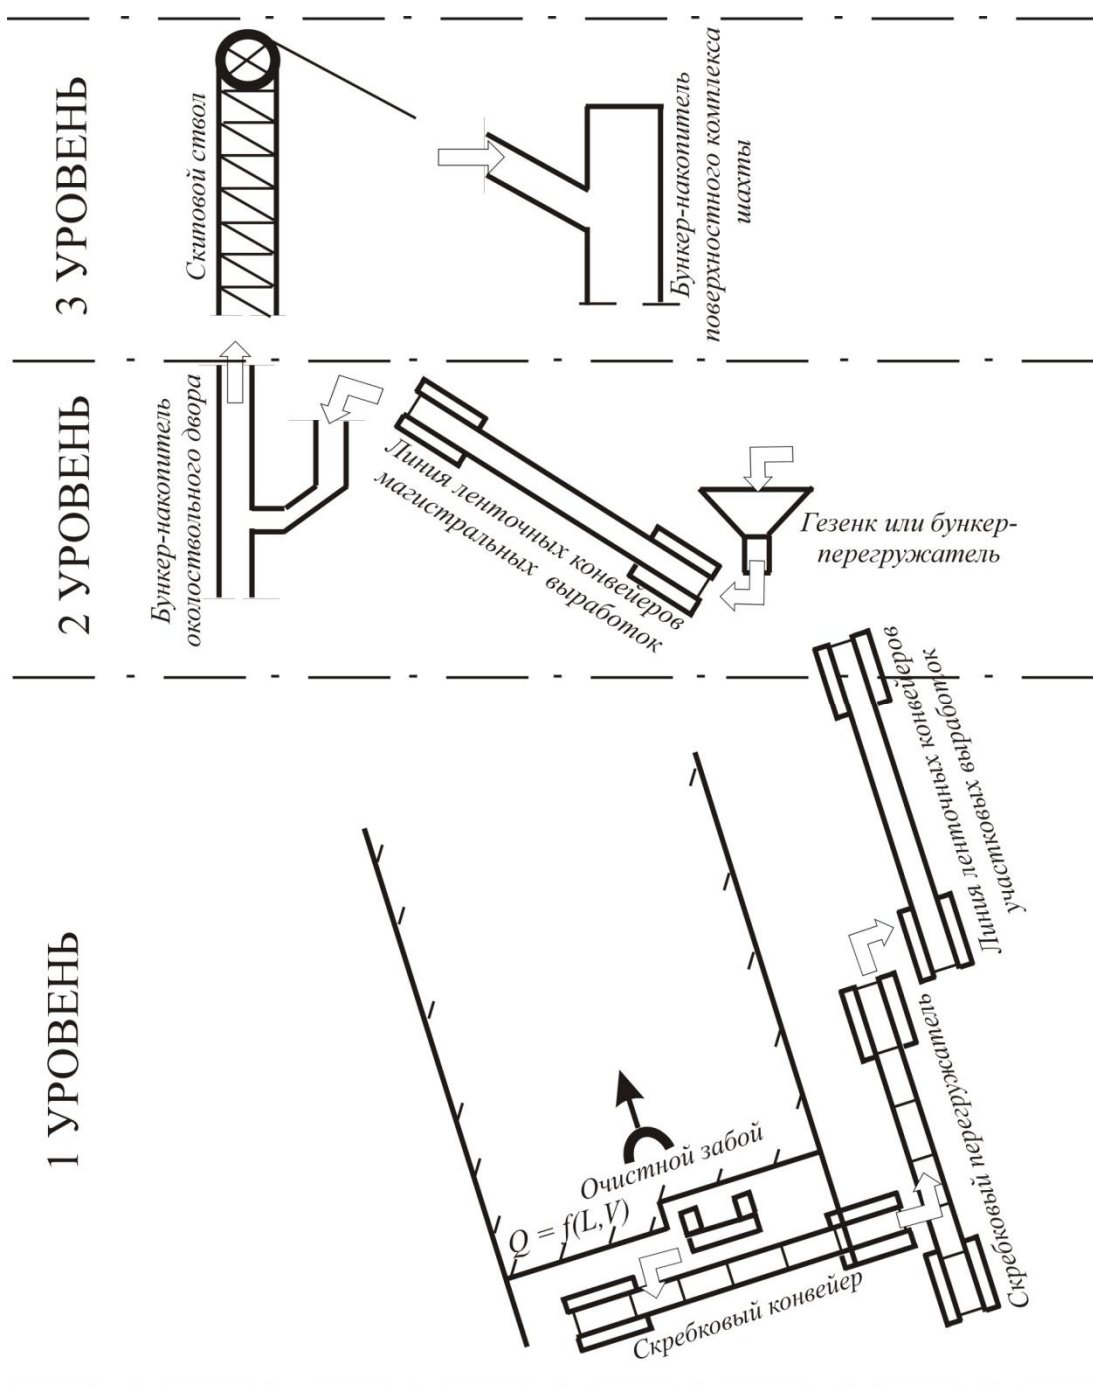 3 УРОВЕНЬ
Скиповой ствол
Бункер-накопитель
поверхностного комплекса
шахты
2 УРОВЕНЬ
Бункер-накопитель
околоствольного двора
Линия ленточных конвейеров
магистральных выработок
Гезенк или бункер-
перегружатель
1 УРОВЕНЬ
Линия ленточных конвейеров
участковых выработок
Очистной забой
Q = f(L,V)
Скребковый конвейер
Скребковый перегружатель